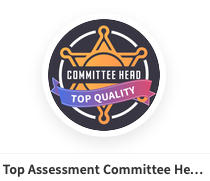 COMMITTEE HEAD
TOP QUALITY
Top Assessment Committee He...